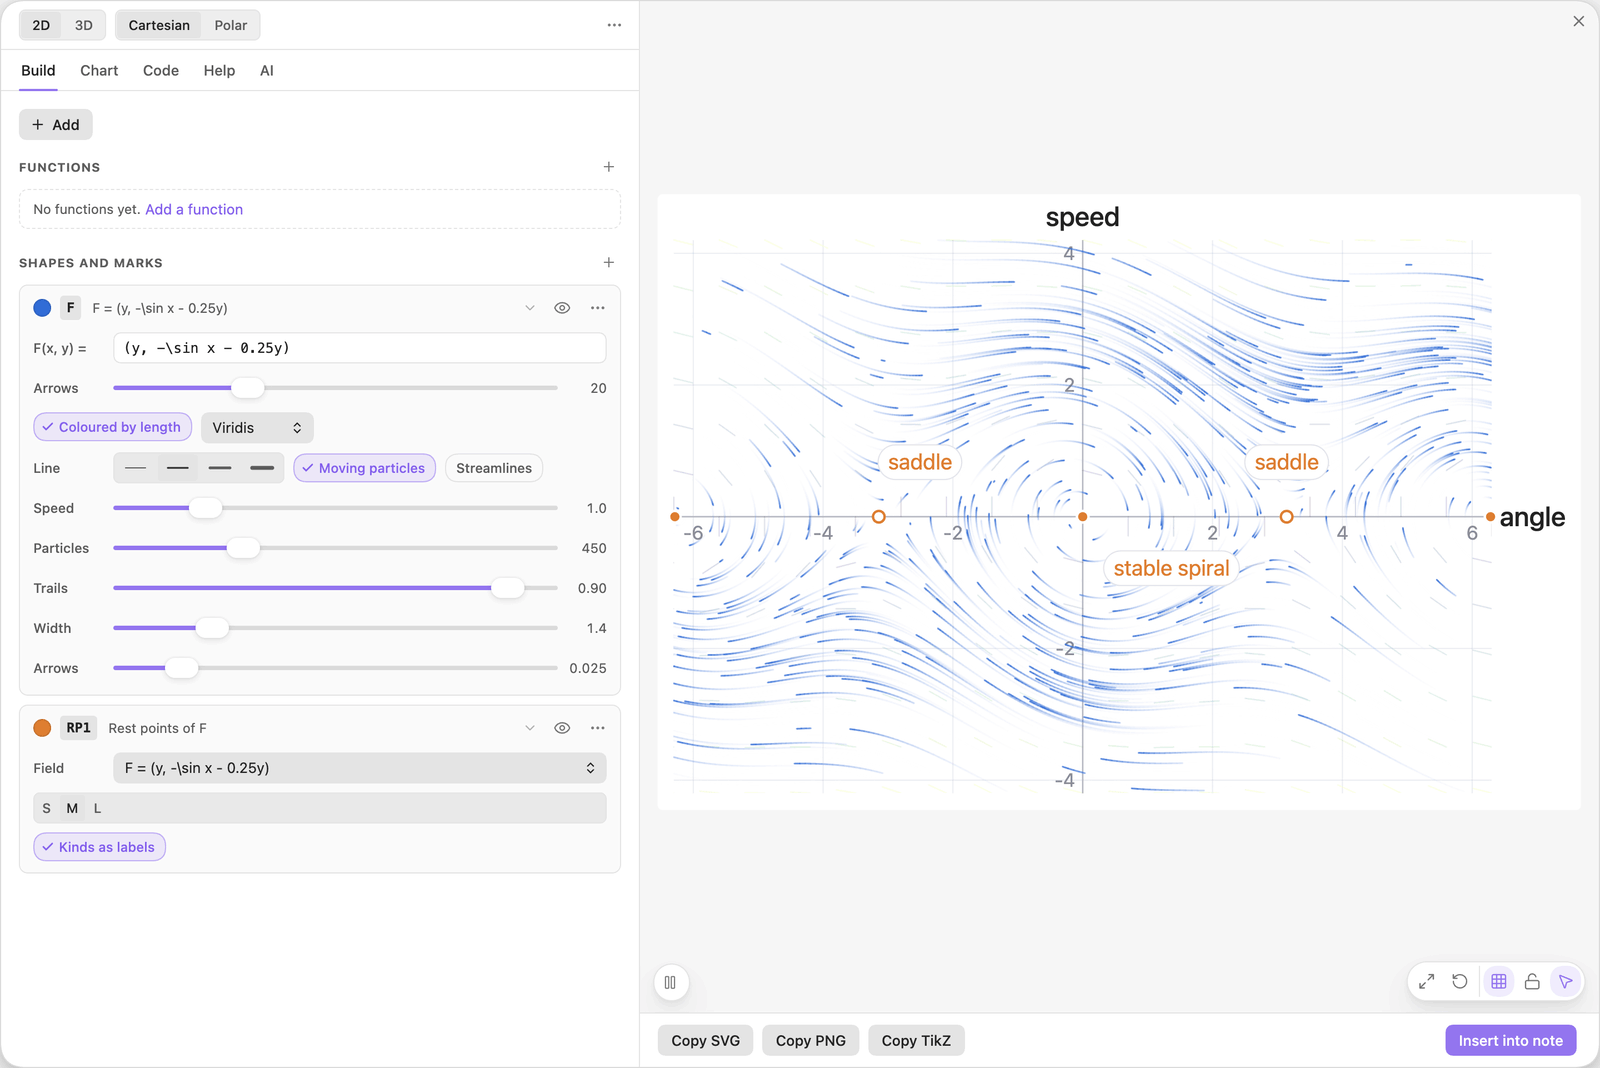 2D 3D Cartesian Polar
Build Chart Code Help AI
+ Add
FUNCTIONS
No functions yet. Add a function
SHAPES AND MARKS
F F = (y, -\sin x - 0.25y)
F(x, y) = (y, -\sin x - 0.25y)
Arrows 20
Coloured by length Viridis
Line Moving particles Streamlines
Speed 1.0
Particles 450
Trails 0.90
Width 1.4
Arrows 0.025
RP1 Rest points of F
Field F = (y, -\sin x - 0.25y)
S M L
Kinds as labels
speed
4
2
saddle saddle
angle
-6 -4 -2 2 4 6
stable spiral
-2
-4
Copy SVG Copy PNG Copy TikZ Insert into note